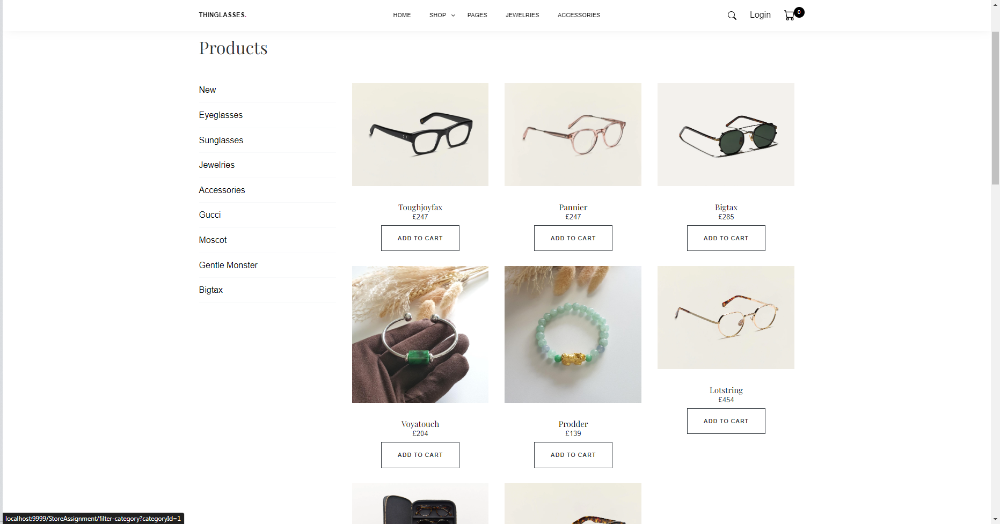 THINGLASSES.
HOME SHOP PAGES JEWELRIES ACCESSORIES
Login 0
Products
New
Eyeglasses
Sunglasses
Jewelries
Accessories
Gucci
Moscot
Gentle Monster
Bigtax
Toughjoyfax
£247
ADD TO CART
Pannier
£247
ADD TO CART
Bigtax
£285
ADD TO CART
Voyatouch
£204
ADD TO CART
Prodder
£139
ADD TO CART
Lotstring
£454
ADD TO CART
localhost:9999/StoreAssignment/filter-category?categoryId=1